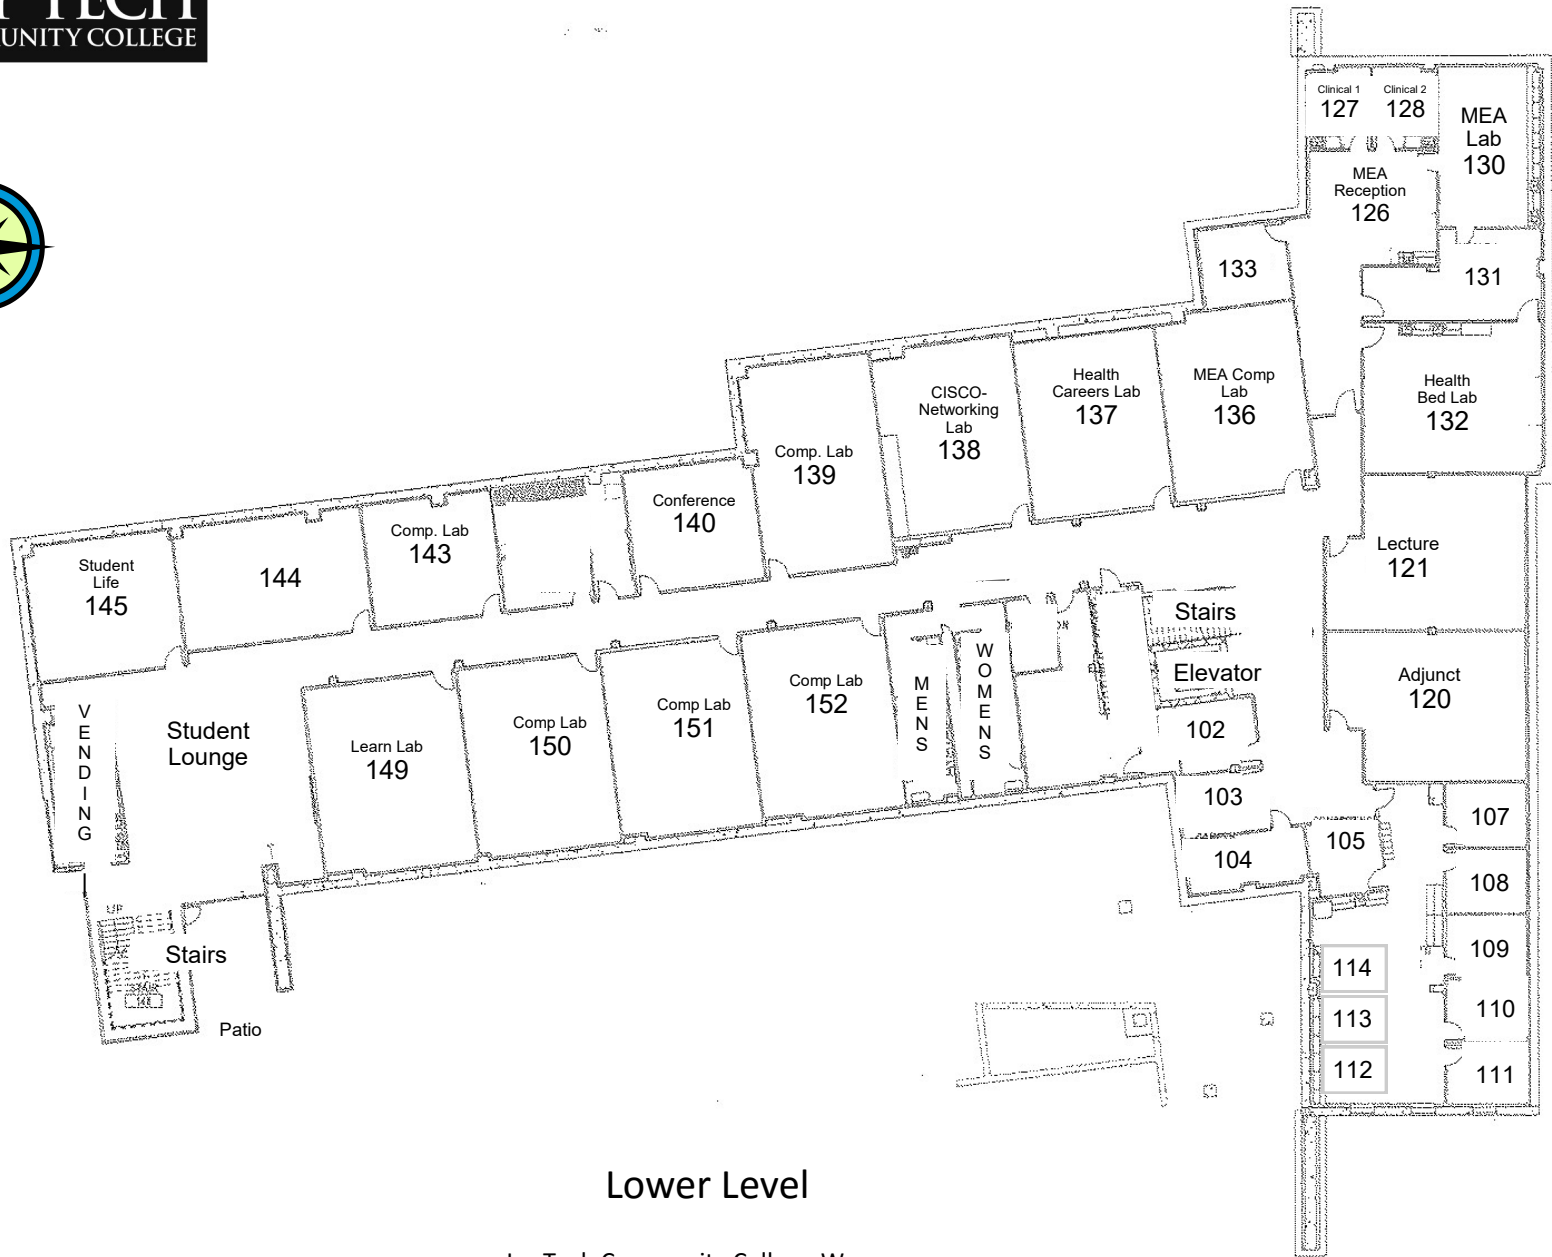 TECH
UNITY COLLEGE
Clinical 1
127
Clinical 2
128
MEA
Lab
130
MEA
Reception
126
133
131
Health
Bed Lab
132
MEA Comp
Lab
136
Health
Careers Lab
137
CISCO-
Networking
Lab
138
Comp. Lab
139
Conference
140
Comp. Lab
143
144
Student
Life
145
Lecture
121
Stairs
Elevator
Adjunct
120
102
103
104
105
107
108
109
110
111
114
113
112
WOMENS
MENS
Comp Lab
152
Comp Lab
151
Comp Lab
150
Learn Lab
149
Student
Lounge
VENDING
UP
Stairs
Patio
Lower Level